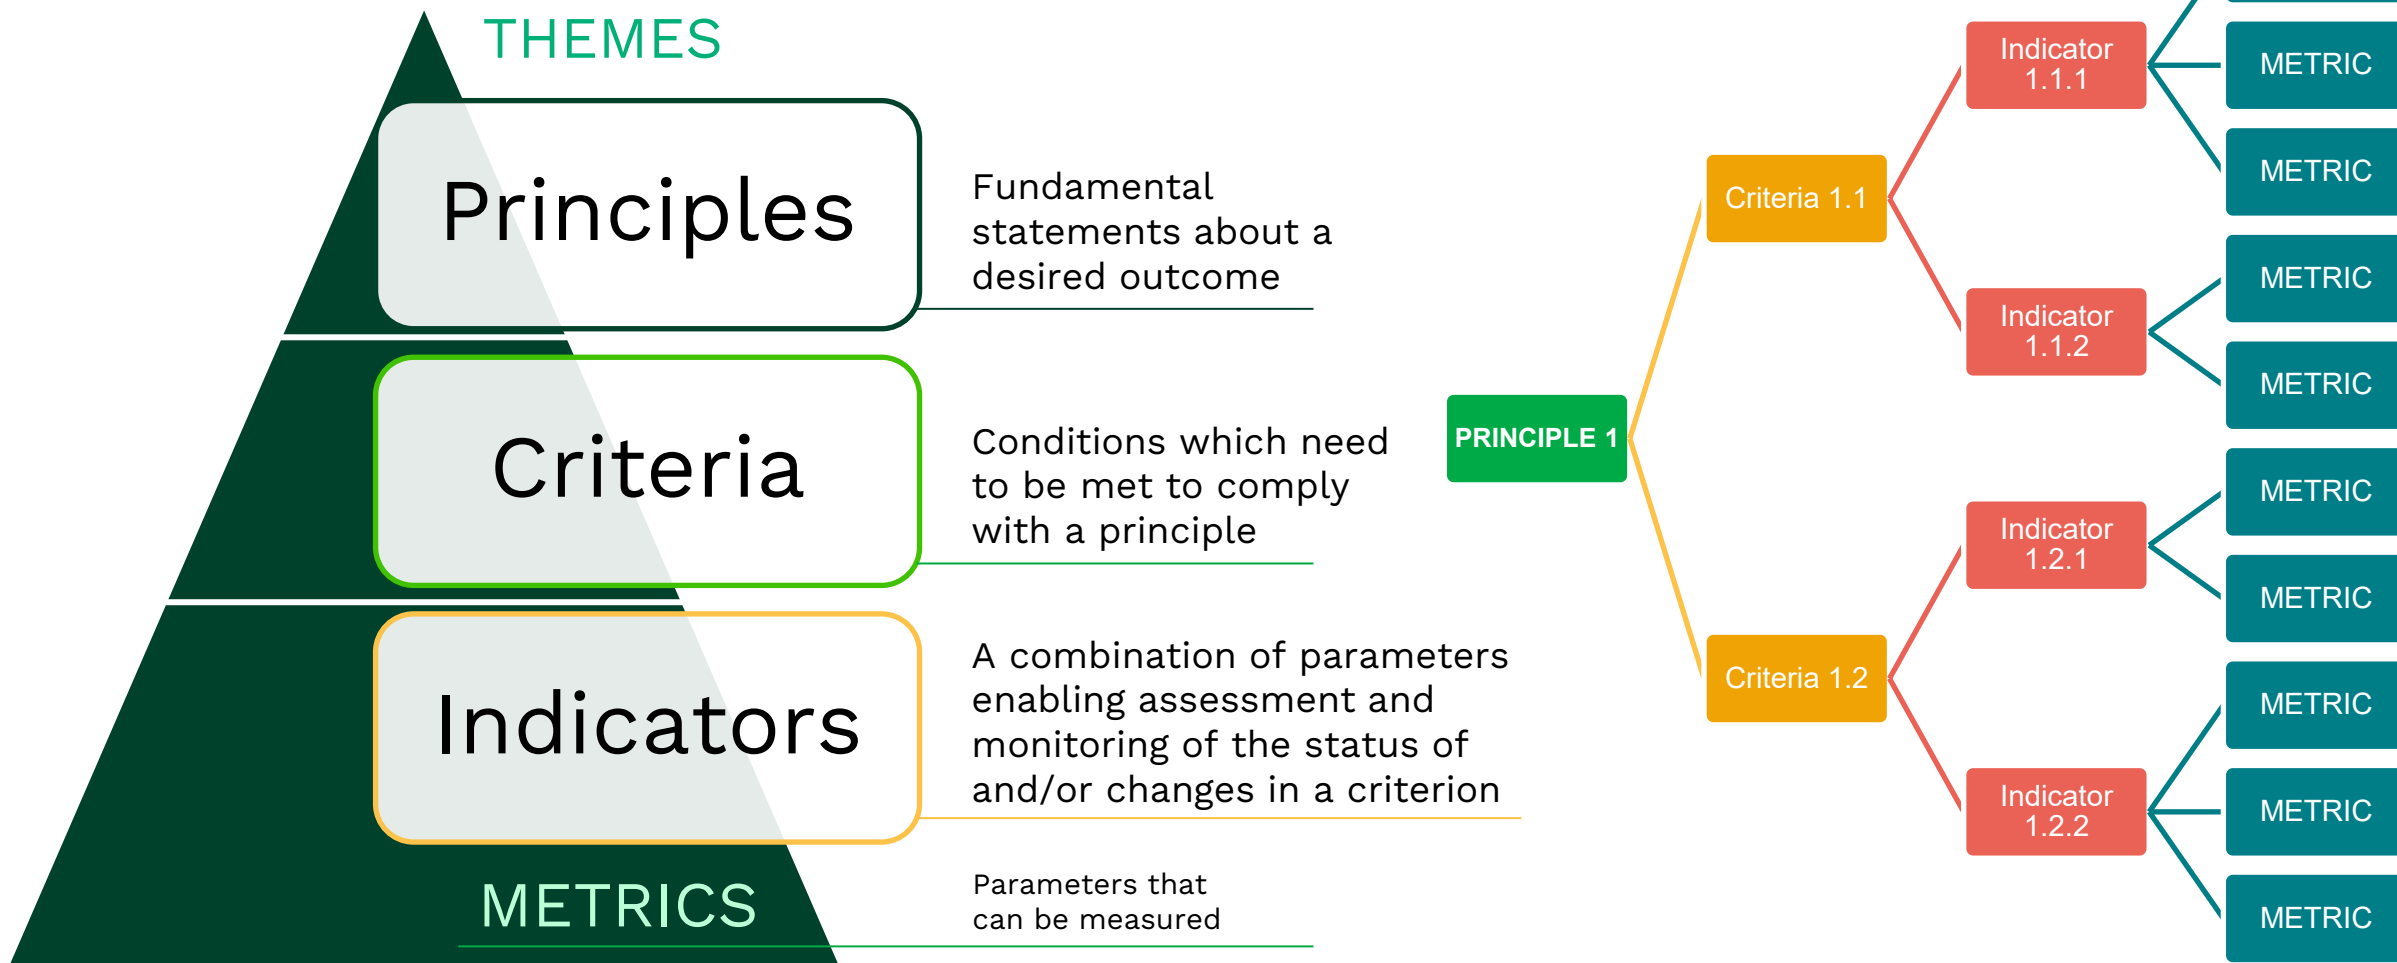 THEMES
Principles
Fundamental
statements about a
desired outcome
Criteria
Conditions which need
to be met to comply
with a principle
Indicators
A combination of parameters
enabling assessment and
monitoring of the status of
and/or changes in a criterion
METRICS
Parameters that
can be measured
PRINCIPLE 1
Criteria 1.1
Criteria 1.2
Indicator
1.1.1
Indicator
1.1.2
Indicator
1.2.1
Indicator
1.2.2
METRIC
METRIC
METRIC
METRIC
METRIC
METRIC
METRIC
METRIC
METRIC